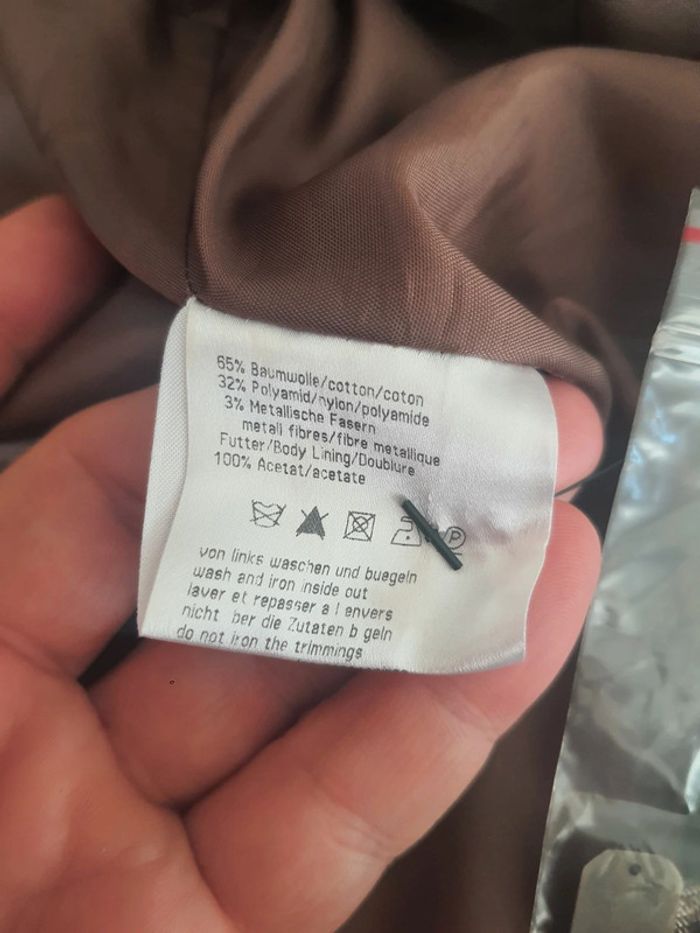 65% Baumwolle/cotton/coton
32% Polyamid/nylon/polyamide
3% Metallische Fasern
metall fibres/fibre metallique
Futter/Body Lining/Doublure
100% Acetat/acetate
P
von links waschen und buegeln
wash and iron inside out
laver et repasser a l envers
nicht ber die Zutaten b geln
do not iron the trimmings